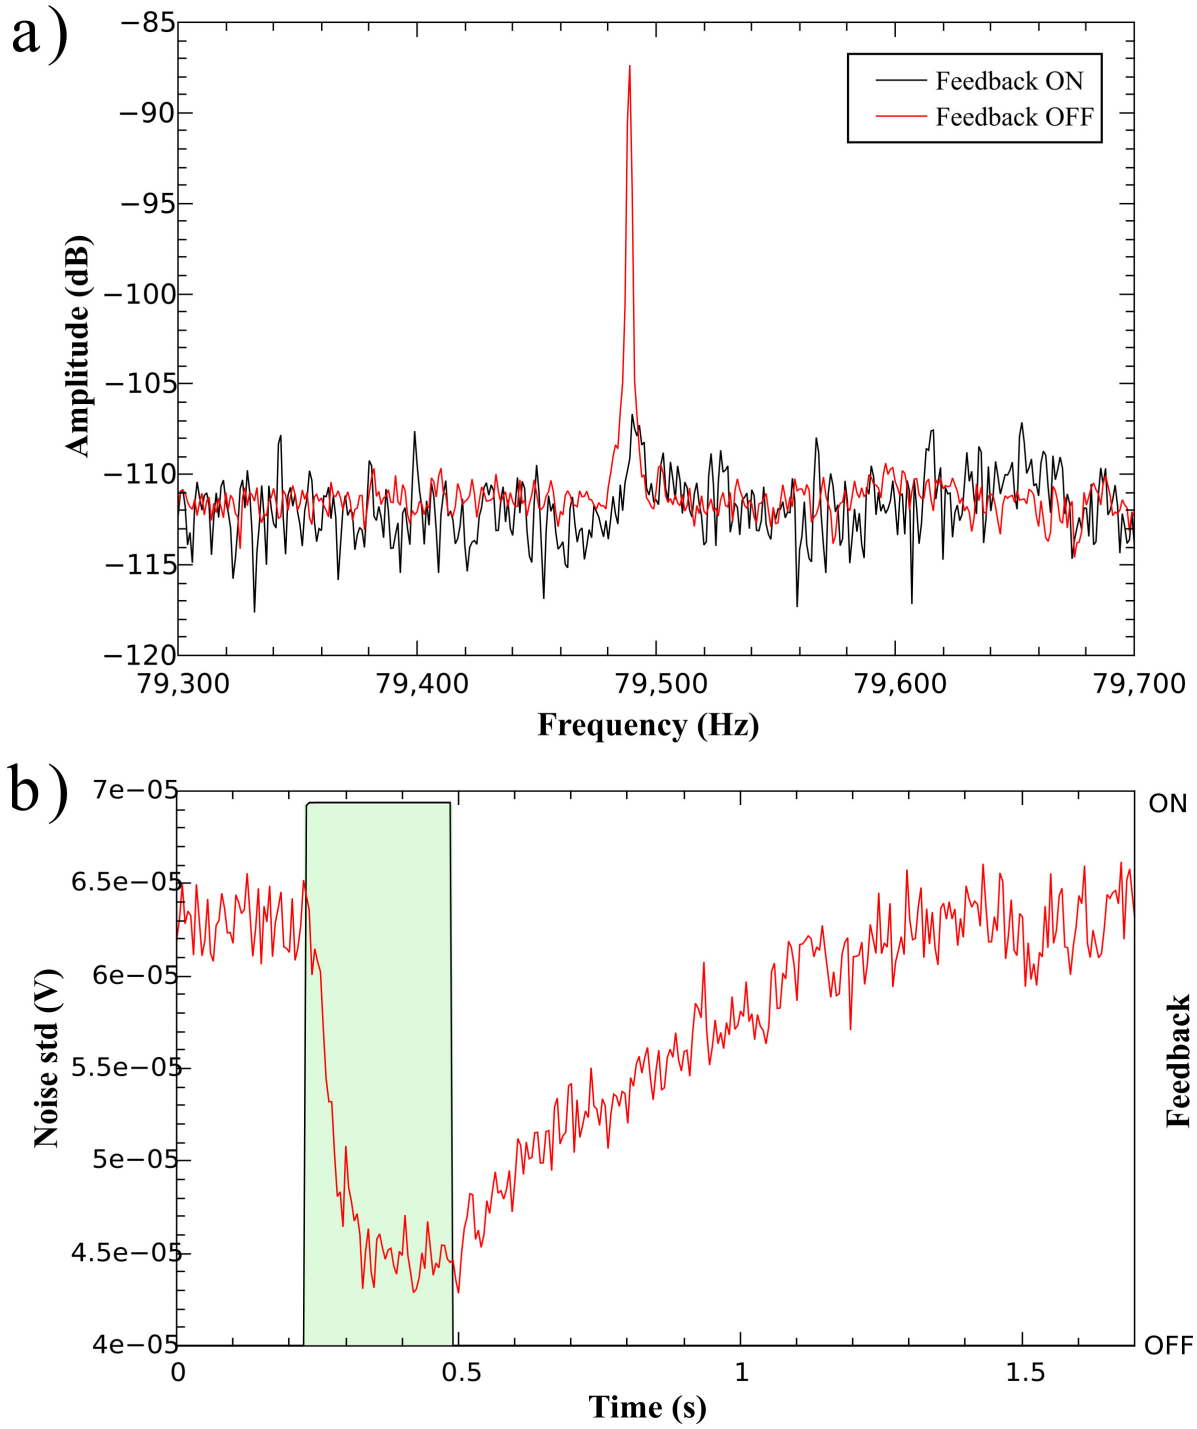 a)
−85
−90
−95
−100
−105
−110
−115
−120
Amplitude (dB)
Feedback ON
Feedback OFF
79,300 79,400 79,500 79,600 79,700
Frequency (Hz)
b)
7e−05
6.5e−05
6e−05
5.5e−05
5e−05
4.5e−05
4e−05
Noise std (V)
ON
Feedback
OFF
0 0.5 1 1.5
Time (s)